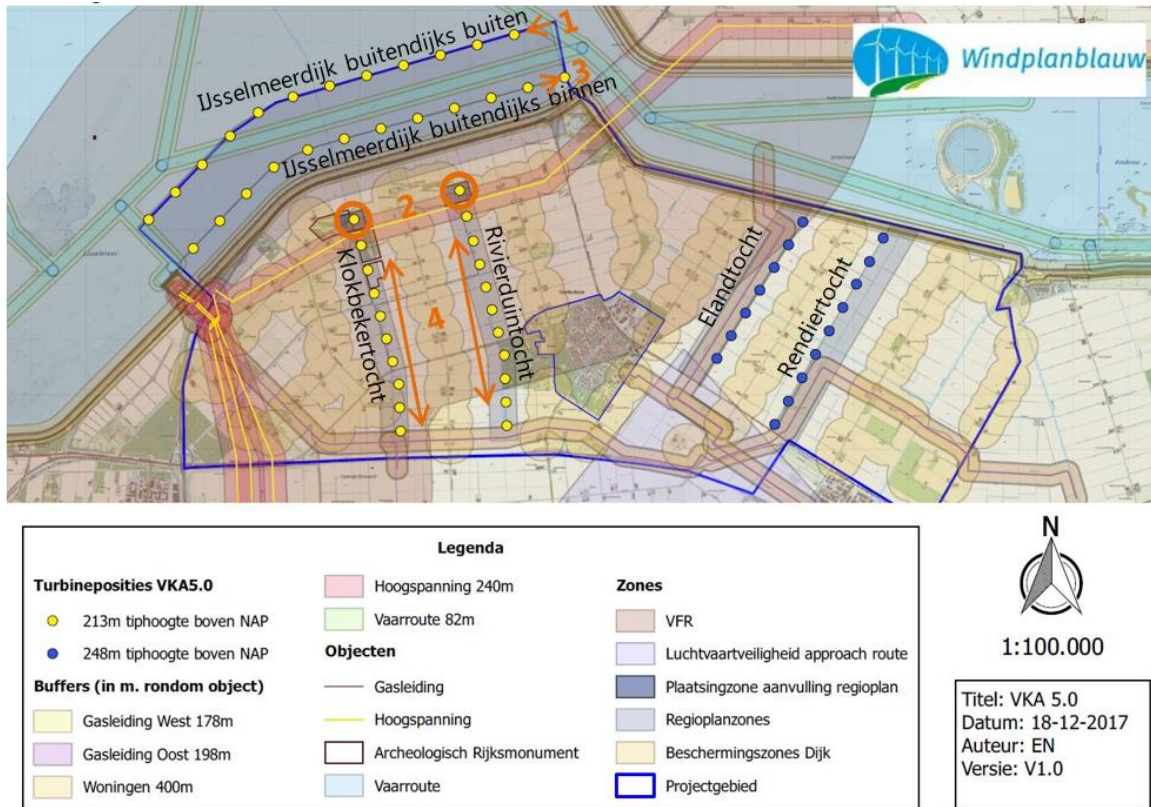 IJsselmeerdijk buitendijks buiten
1
3
Windplanblauw
IJsselmeerdijk buitendijks binnen
2
Klokbekertocht
4
Rivierduintocht
Elandtocht
Rendiertocht
Legenda
Turbineposities VKA5.0
213m tiphoogte boven NAP
248m tiphoogte boven NAP
Buffers (in m. rondom object)
Gasleiding West 178m
Gasleiding Oost 198m
Woningen 400m
Hoogspanning 240m
Vaarroute 82m
Objecten
Gasleiding
Hoogspanning
Archeologisch Rijksmonument
Vaarroute
Zones
VFR
Luchtvaartveiligheid approach route
Plaatsingzone aanvulling regioplan
Regioplanzones
Beschermingszones Dijk
Projectgebied
N
1:100.000
Titel: VKA 5.0
Datum: 18-12-2017
Auteur: EN
Versie: V1.0